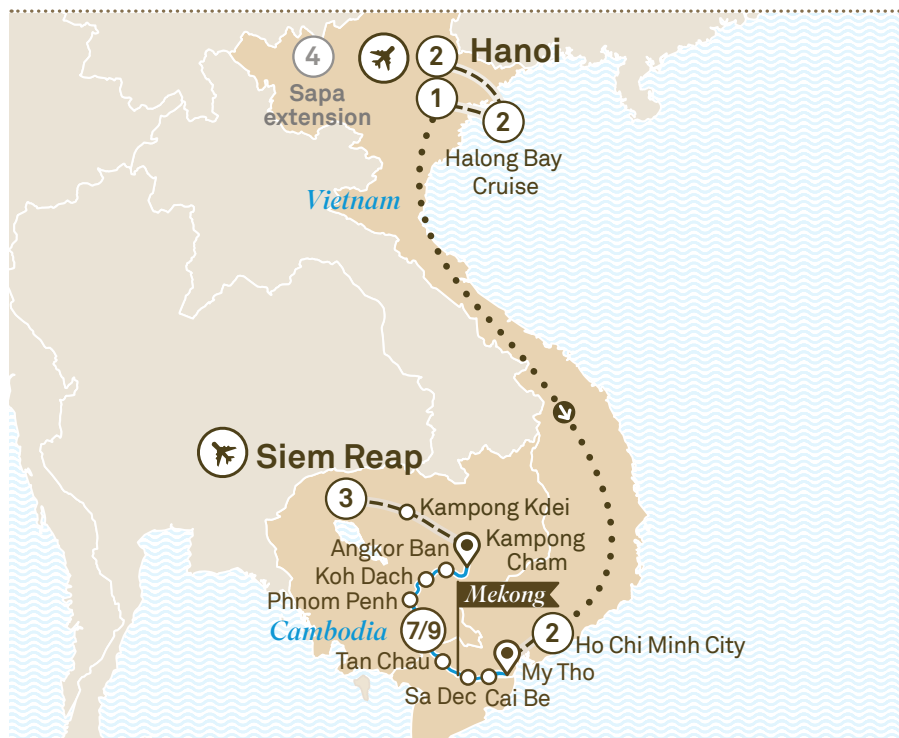 4
Sapa
extension
2
Hanoi
1
2
Halong Bay
Cruise
Vietnam
Siem Reap
3
Kampong Kdei
Angkor Ban
Kampong
Cham
Koh Dach
Phnom Penh
Mekong
Cambodia
7/9
2
Ho Chi Minh City
Tan Chau
My Tho
Sa Dec
Cai Be